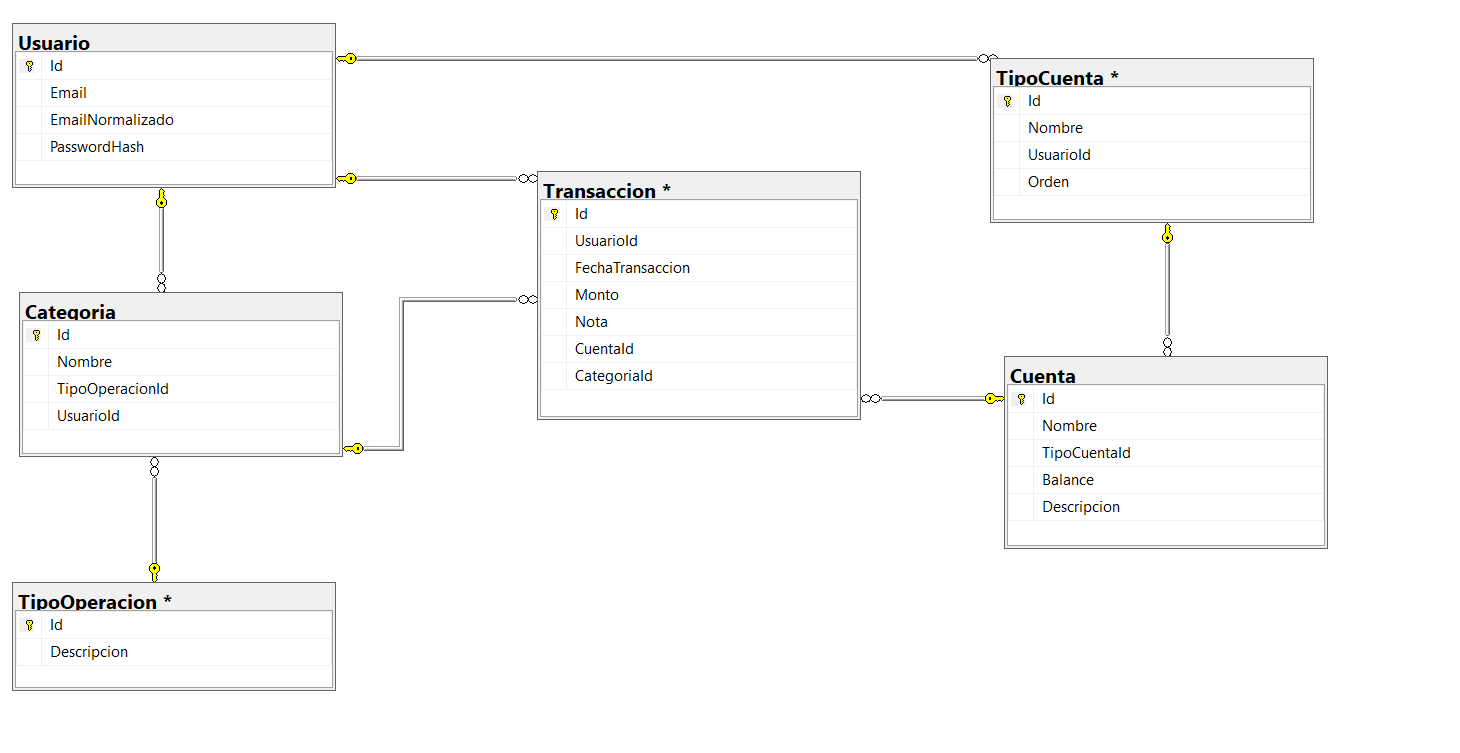 Usuario
Id
Email
EmailNormalizado
PasswordHash
TipoCuenta *
Id
Nombre
UsuarioId
Orden
Transaccion *
Id
UsuarioId
FechaTransaccion
Monto
Nota
CuentaId
CategoriaId
Categoria
Id
Nombre
TipoOperacionId
UsuarioId
Cuenta
Id
Nombre
TipoCuentaId
Balance
Descripcion
TipoOperacion *
Id
Descripcion